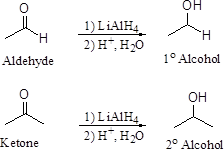 O
H
1) LiAlH4
2) H+, H2O
OH
H
Aldehyde
1° Alcohol
O
1) LiAlH4
2) H+, H2O
OH
Ketone
2° Alcohol